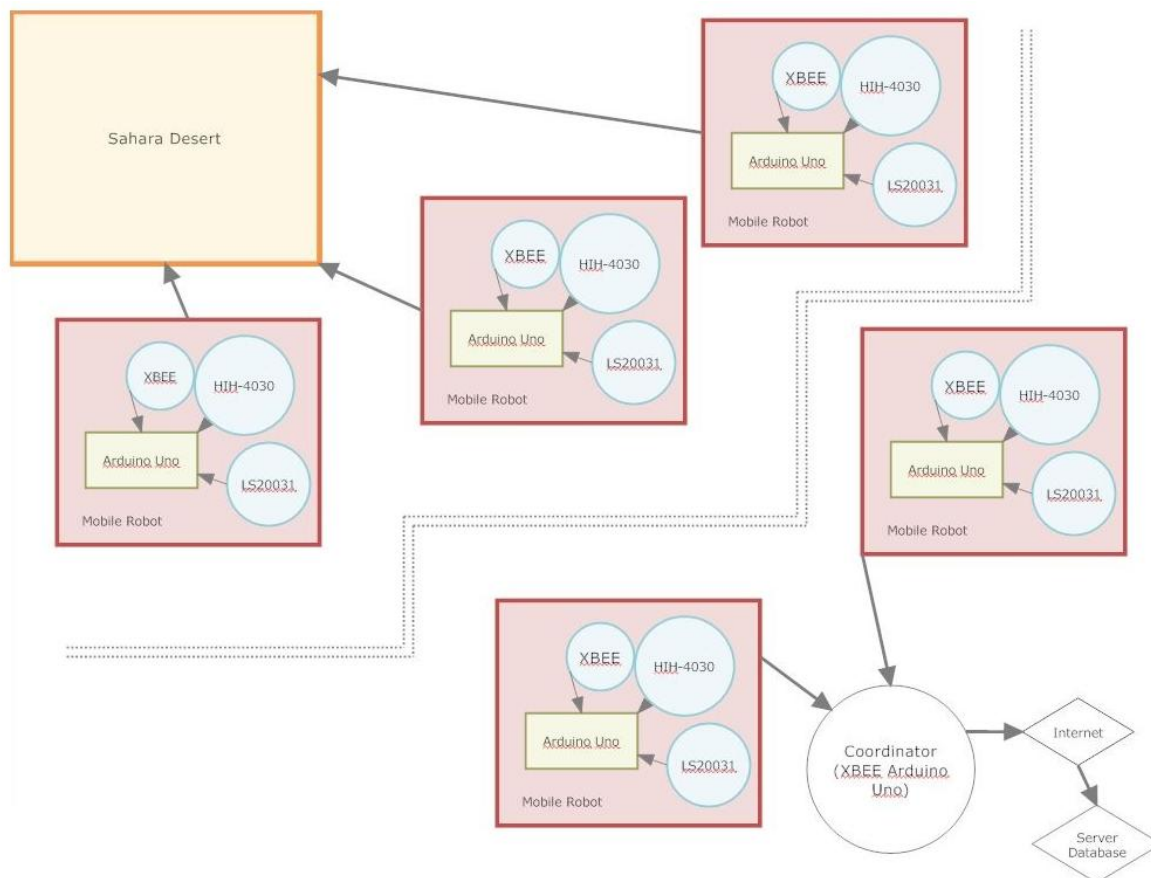 Sahara Desert
XBEE
HIH-4030
Arduino Uno
LS20031
Mobile Robot
XBEE
HIH-4030
Arduino Uno
LS20031
Mobile Robot
XBEE
HIH-4030
Arduino Uno
LS20031
Mobile Robot
XBEE
HIH-4030
Arduino Uno
LS20031
Mobile Robot
XBEE
HIH-4030
Arduino Uno
LS20031
Mobile Robot
Coordinator
(XBEE Arduino
Uno)
Internet
Server
Database